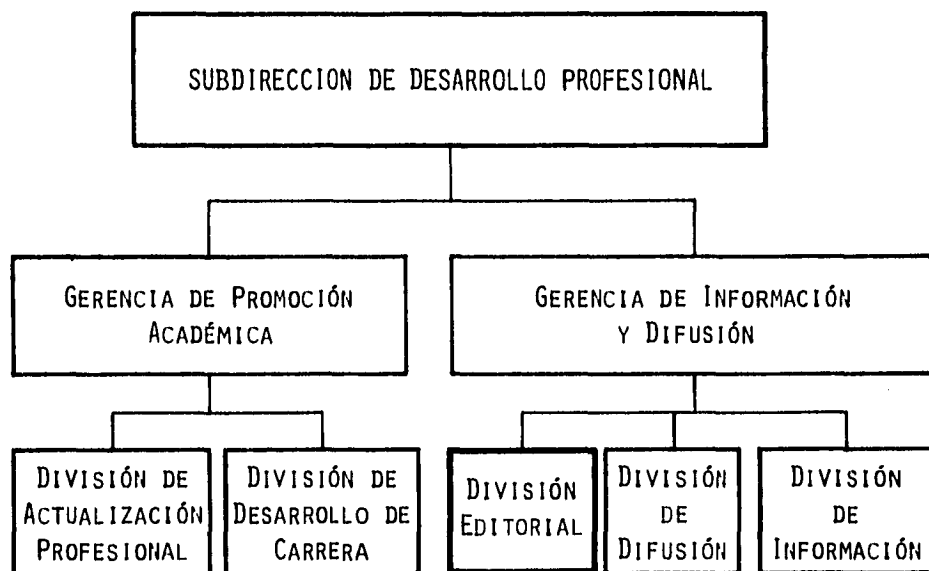 SUBDIRECCION DE DESARROLLO PROFESIONAL
GERENCIA DE PROMOCIÓN
ACADÉMICA
GERENCIA DE INFORMACIÓN
Y DIFUSIÓN
DIVISIÓN DE
ACTUALIZACIÓN
PROFESIONAL
DIVISIÓN DE
DESARROLLO DE
CARRERA
DIVISIÓN
EDITORIAL
DIVISIÓN
DE
DIFUSIÓN
DIVISIÓN
DE
INFORMACIÓN